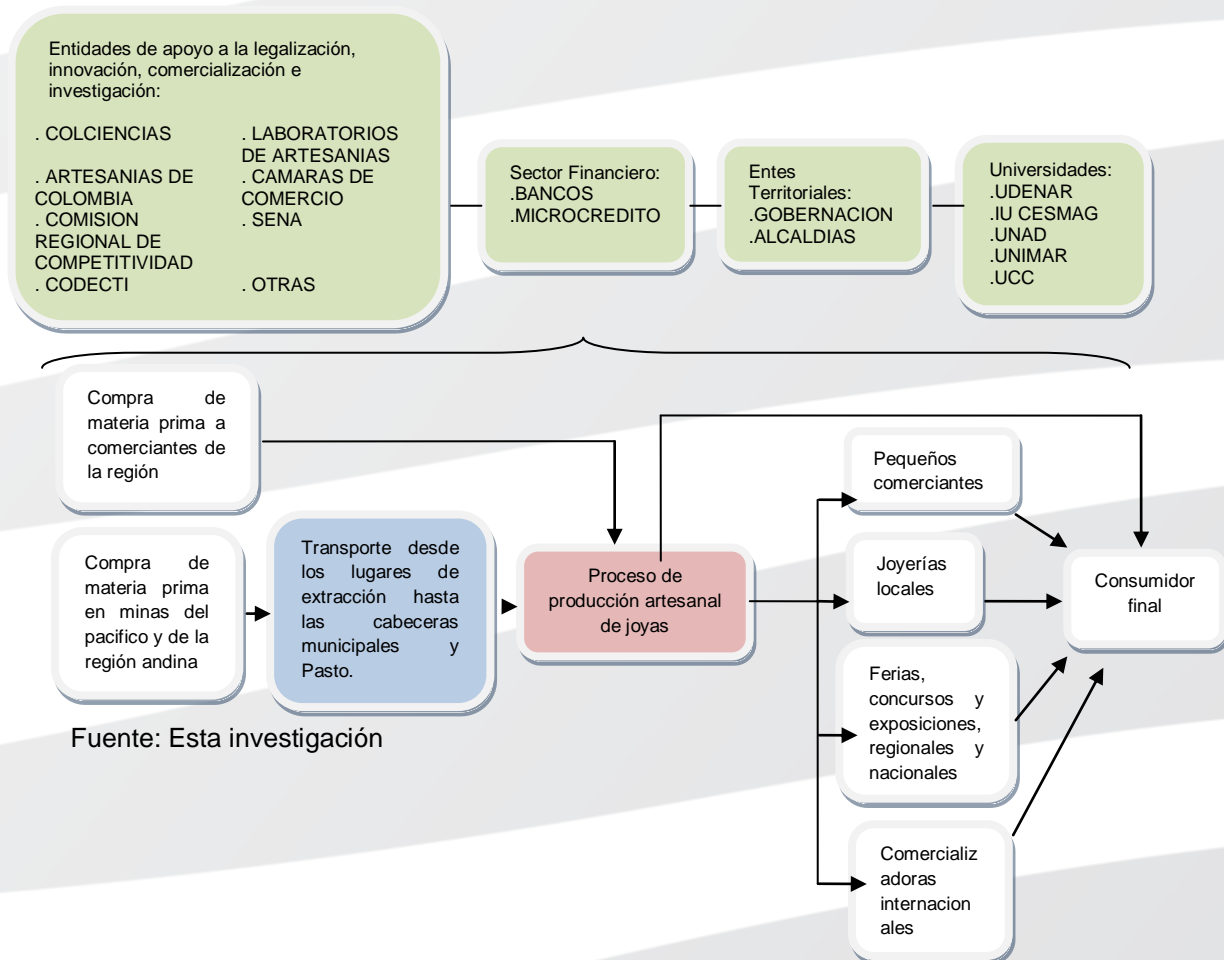 Entidades de apoyo a la legalización,
innovación, comercialización e
investigación:
. COLCIENCIAS
. ARTESANIAS DE
COLOMBIA
. COMISION
REGIONAL DE
COMPETITIVIDAD
. CODECTI
. LABORATORIOS
DE ARTESANIAS
. CAMARAS DE
COMERCIO
. SENA
. OTRAS
Sector Financiero:
.BANCOS
.MICROCREDITO
Entes
Territoriales:
.GOBERNACION
.ALCALDIAS
Universidades:
.UDENAR
.IU CESMAG
.UNAD
.UNIMAR
.UCC
Compra de
materia prima a
comerciantes de
la región
Compra de
materia prima
en minas del
pacifico y de la
región andina
Transporte desde
los lugares de
extracción hasta
las cabeceras
municipales y
Pasto.
Proceso de
producción artesanal
de joyas
Pequeños
comerciantes
Joyerías
locales
Ferias,
concursos y
exposiciones,
regionales y
nacionales
Comercializ
adoras
internacion
ales
Consumidor
final
Fuente: Esta investigación